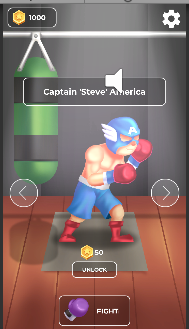 1000
Captain 'Steve' America
50
UNLOCK
FIGHT